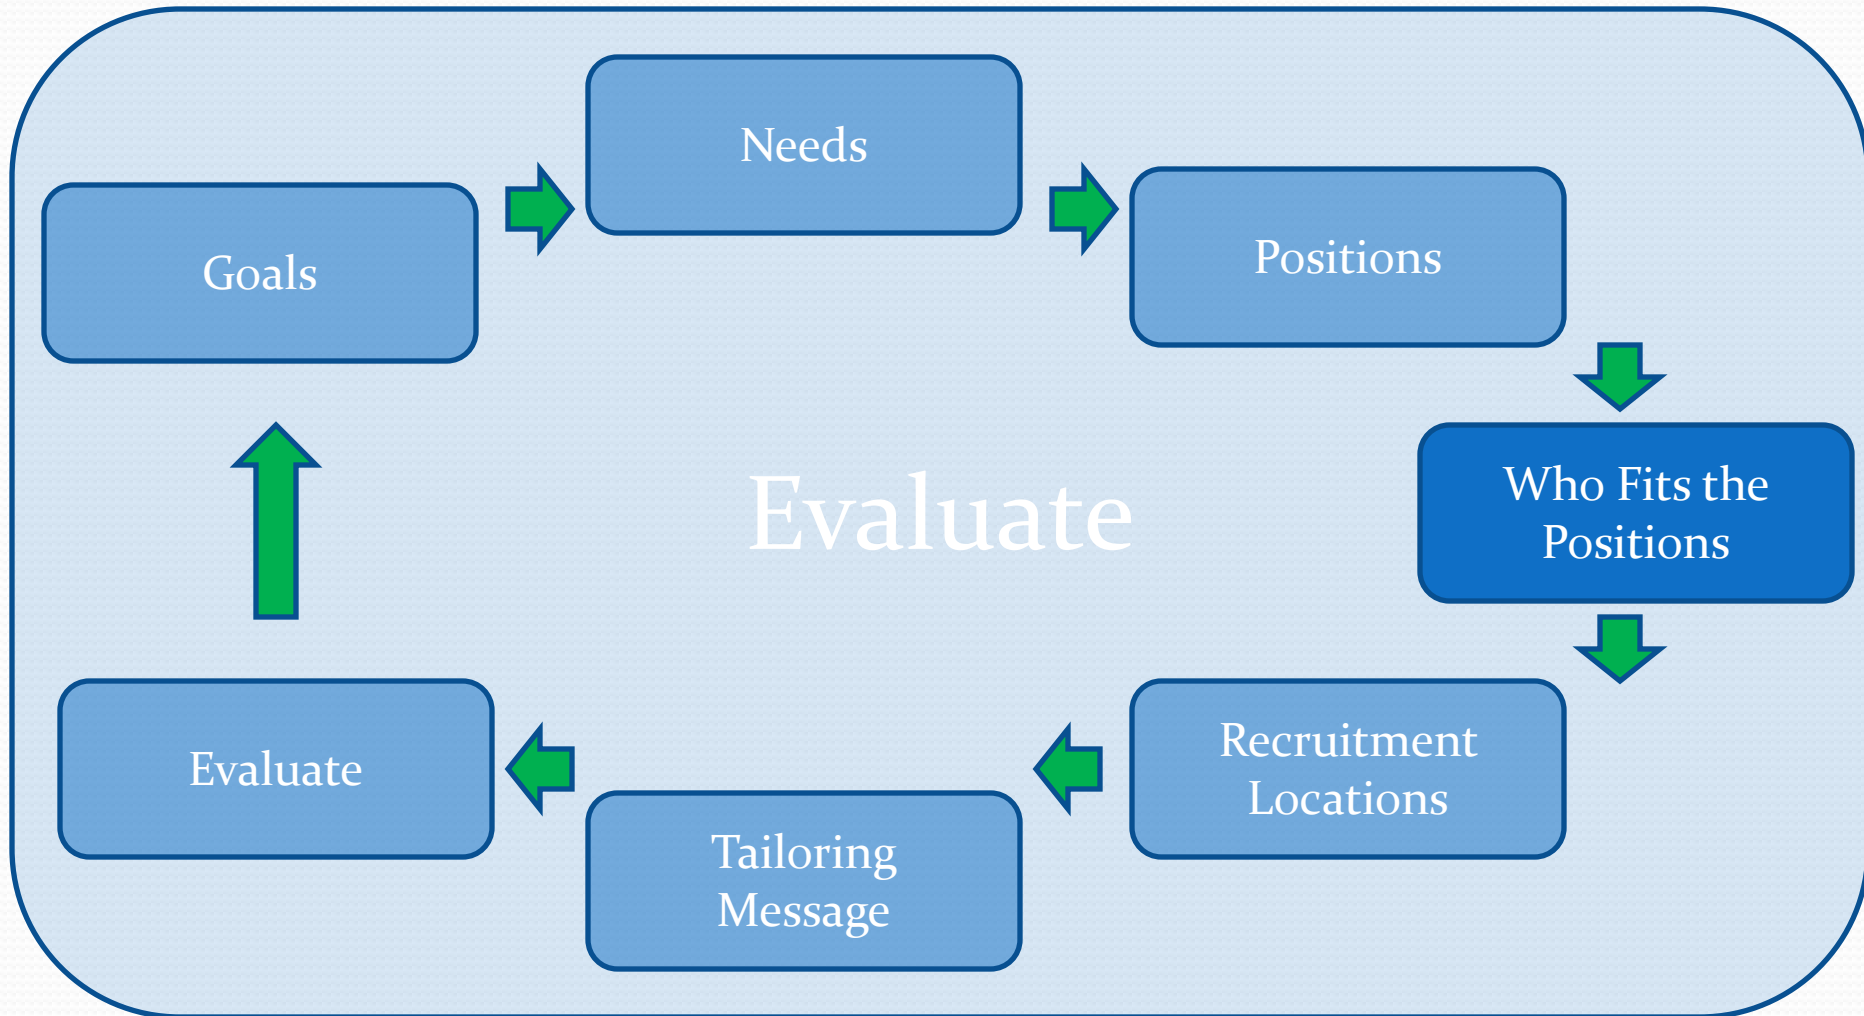 Needs
Goals
Positions
Evaluate
Who Fits the
Positions
Evaluate
Recruitment
Locations
Tailoring
Message